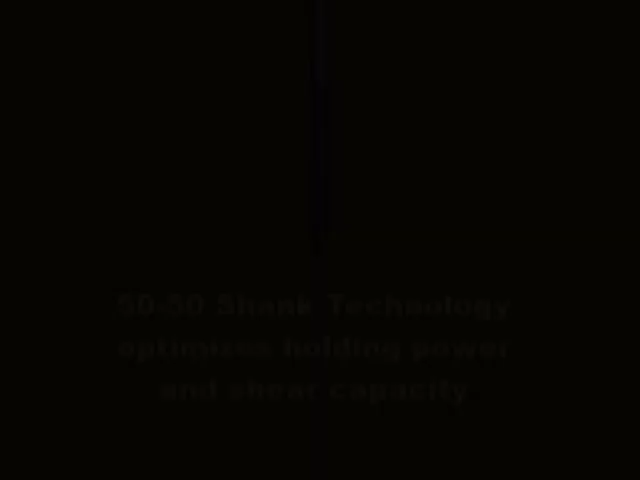 50-50 Shank Technology
optimizes holding power
and shear capacity